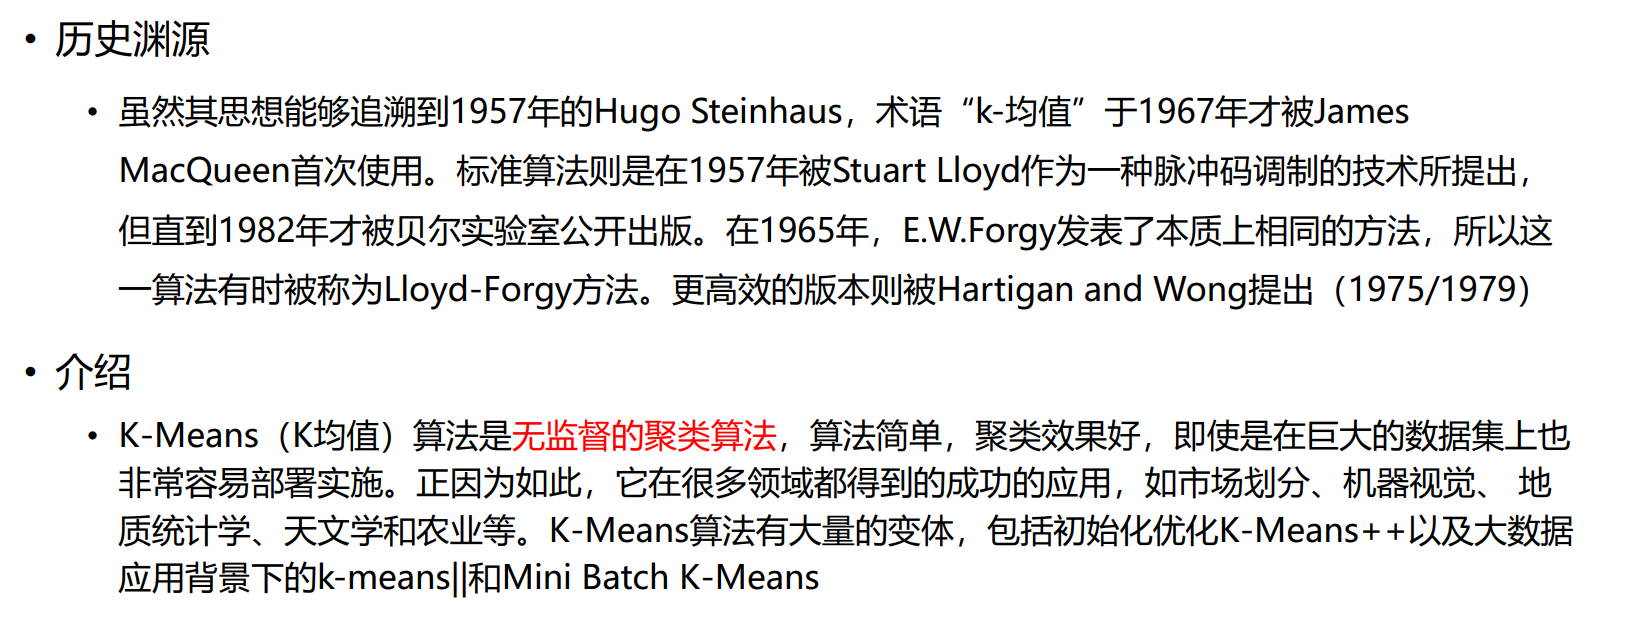 • 历史渊源
• 虽然其思想能够追溯到1957年的Hugo Steinhaus，术语“k-均值”于1967年才被James
MacQueen首次使用。标准算法则是在1957年被Stuart Lloyd作为一种脉冲码调制的技术所提出，
但直到1982年才被贝尔实验室公开出版。在1965年，E.W.Forgy发表了本质上相同的方法，所以这
一算法有时被称为Lloyd-Forgy方法。更高效的版本则被Hartigan and Wong提出（1975/1979）
• 介绍
• K-Means（K均值）算法是无监督的聚类算法，算法简单，聚类效果好，即使是在巨大的数据集上也
非常容易部署实施。正因为如此，它在很多领域都得到的成功的应用，如市场划分、机器视觉、 地
质统计学、天文学和农业等。K-Means算法有大量的变体，包括初始化优化K-Means++以及大数据
应用背景下的k-means||和Mini Batch K-Means